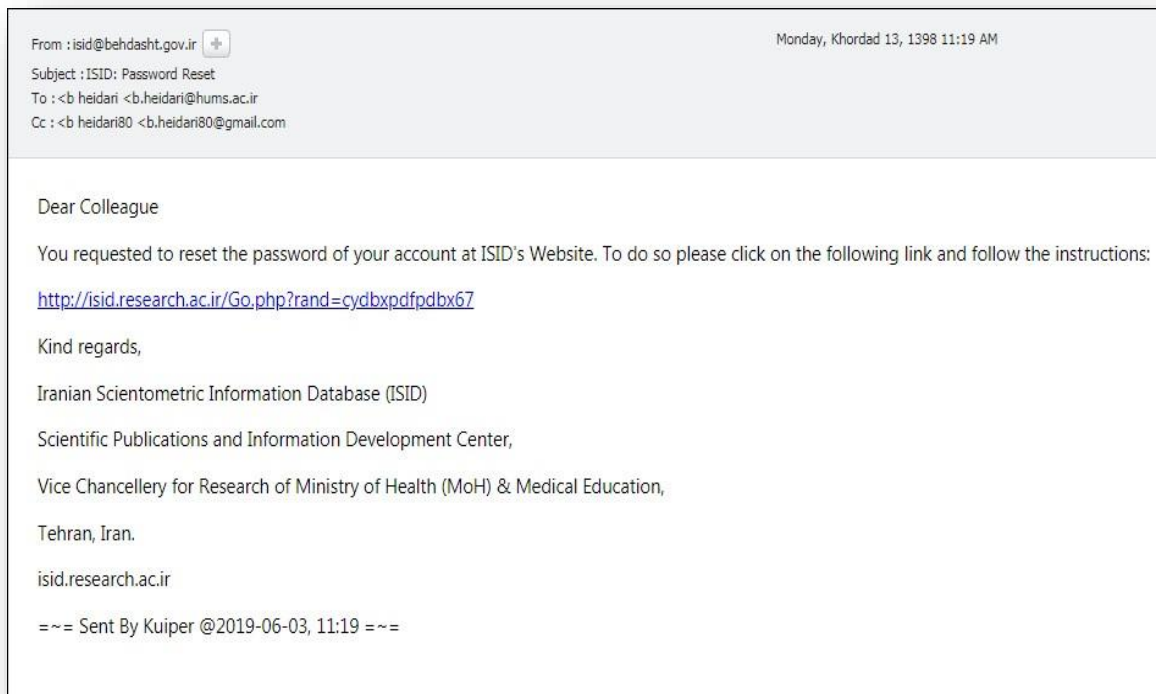 From : isid@behdasht.gov.ir +
Monday, Khordad 13, 1398 11:19 AM
Subject : ISID: Password Reset
To : <b heidari <b.heidari@hums.ac.ir
Cc : <b heidari80 <b.heidari80@gmail.com
Dear Colleague
You requested to reset the password of your account at ISID's Website. To do so please click on the following link and follow the instructions:
http://isid.research.ac.ir/Go.php?rand=cydbxpdfpdbx67
Kind regards,
Iranian Scientometric Information Database (ISID)
Scientific Publications and Information Development Center,
Vice Chancellery for Research of Ministry of Health (MoH) & Medical Education,
Tehran, Iran.
isid.research.ac.ir
=~= Sent By Kuiper @2019-06-03, 11:19 =~=